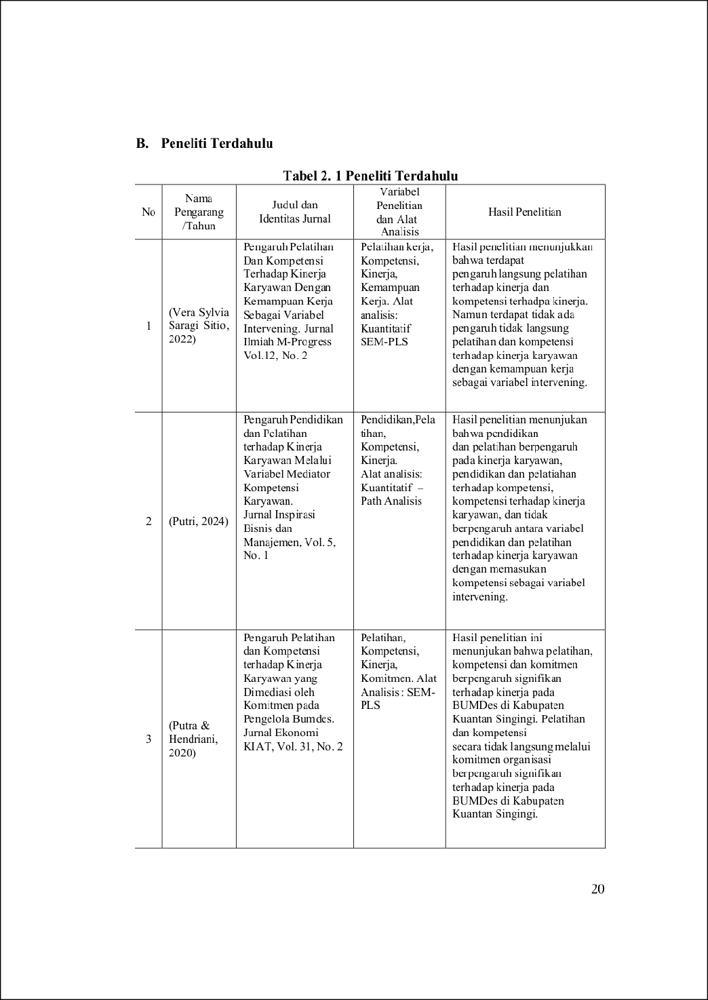 B. Peneliti Terdahulu
Tabel 2. 1 Peneliti Terdahulu
No
Nama
Pengarang
/Tahun
Judul dan
Identitas Jurnal
Variabel
Penelitian
dan Alat
Analisis
Hasil Penelitian
1
(Vera Sylvia
Saragi Sitio,
2022)
Pengaruh Pelatihan
Dan Kompetensi
Terhadap Kinerja
Karyawan Dengan
Kemampuan Kerja
Sebagai Variabel
Intervening. Jurnal
Ilmiah M-Progress
Vol.12, No. 2
Pelatihan kerja,
Kompetensi,
Kinerja,
Kemampuan
Kerja. Alat
analisis:
Kuantitatif
SEM-PLS
Hasil penelitian menunjukkan
bahwa terdapat
pengaruh langsung pelatihan
terhadap kinerja dan
kompetensi terhadpa kinerja.
Namun terdapat tidak ada
pengaruh tidak langsung
pelatihan dan kompetensi
terhadap kinerja karyawan
dengan kemampuan kerja
sebagai variabel intervening.
2
(Putri, 2024)
Pengaruh Pendidikan
dan Pelatihan
terhadap Kinerja
Karyawan Melalui
Variabel Mediator
Kompetensi
Karyawan.
Jurnal Inspirasi
Bisnis dan
Manajemen, Vol. 5,
No. 1
Pendidikan,Pela
tihan,
Kompetensi,
Kinerja.
Alat analisis:
Kuantitatif –
Path Analisis
Hasil penelitian menunjukan
bahwa pendidikan
dan pelatihan berpengaruh
pada kinerja karyawan,
pendidikan dan pelatiahan
terhadap kompetensi,
kompetensi terhadap kinerja
karyawan, dan tidak
berpengaruh antara variabel
pendidikan dan pelatihan
terhadap kinerja karyawan
dengan memasukan
kompetensi sebagai variabel
intervening.
3
(Putra &
Hendriani,
2020)
Pengaruh Pelatihan
dan Kompetensi
terhadap Kinerja
Karyawan yang
Dimediasi oleh
Komitmen pada
Pengelola Bumdes.
Jurnal Ekonomi
KIAT, Vol. 31, No. 2
Pelatihan,
Kompetensi,
Kinerja,
Komitmen. Alat
Analisis : SEM-
PLS
Hasil penelitian ini
menunjukan bahwa pelatihan,
kompetensi dan komitmen
berpengaruh signifikan
terhadap kinerja pada
BUMDes di Kabupaten
Kuantan Singingi. Pelatihan
dan kompetensi
secara tidak langsung melalui
komitmen organisasi
berpengaruh signifikan
terhadap kinerja pada
BUMDes di Kabupaten
Kuantan Singingi.
20